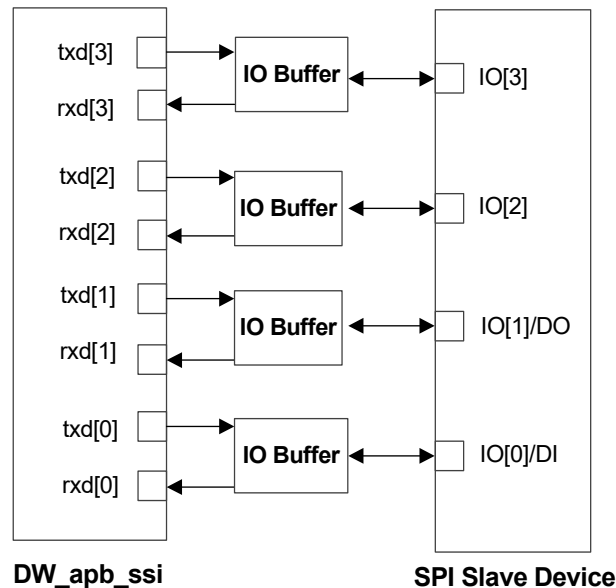 txd[3]
IO Buffer
IO[3]
rxd[3]
txd[2]
IO Buffer
IO[2]
rxd[2]
txd[1]
IO Buffer
IO[1]/DO
rxd[1]
txd[0]
IO Buffer
IO[0]/DI
rxd[0]
DW_apb_ssi
SPI Slave Device